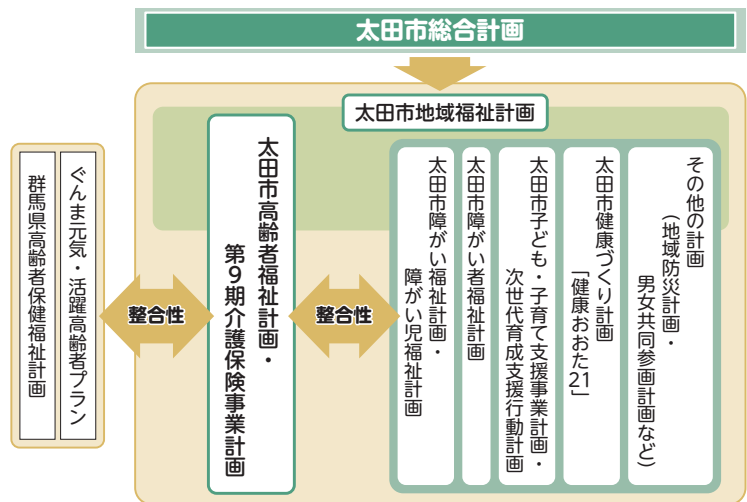 太田市総合計画
太田市地域福祉計画
その他の計画
(地域防災計画・
男女共同参画計画など)
太田市健康づくり計画
「健康おおた21」
太田市子ども・子育て支援事業計画・
次世代育成支援行動計画
太田市障がい者福祉計画
太田市障がい福祉計画・
障がい児福祉計画
整合性
太田市高齢者福祉計画・
第9期介護保険事業計画
整合性
ぐんま元気・活躍高齢者プラン
群馬県高齢者保健福祉計画